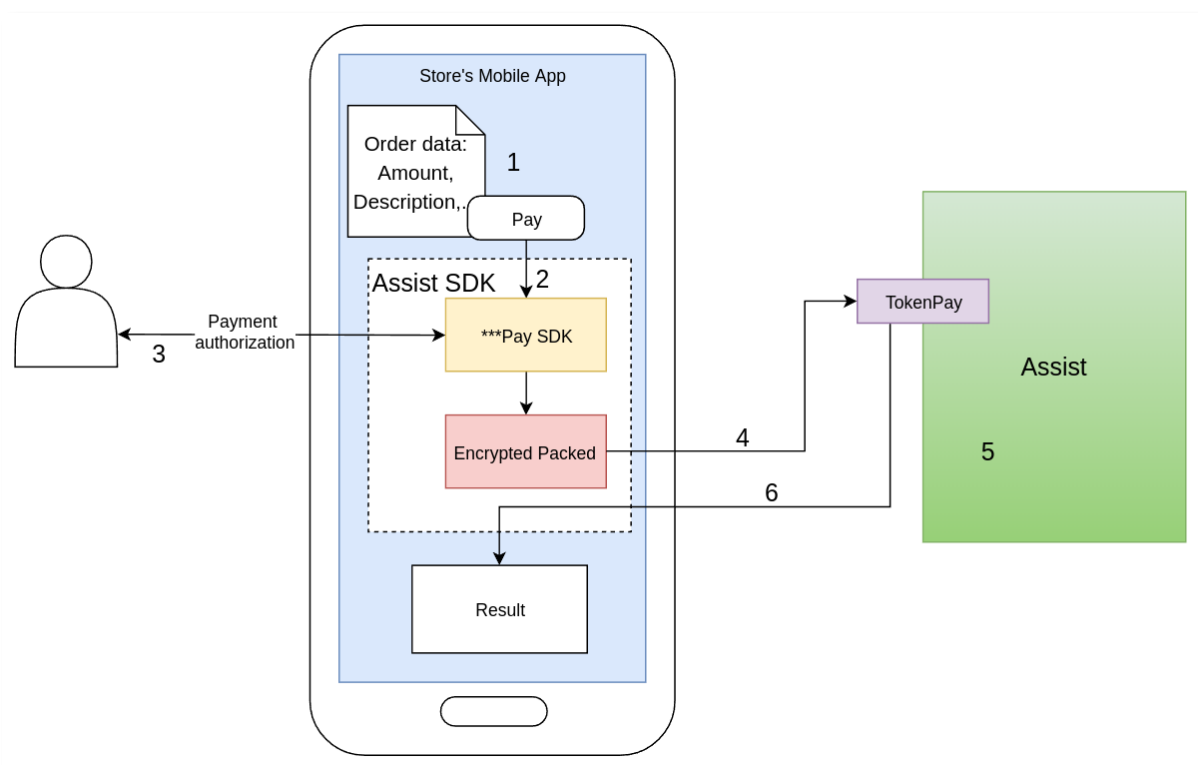 Store's Mobile App
Order data:
Amount,
Description,..
1
Pay
Assist SDK
2
***Pay SDK
Payment
authorization
3
Encrypted Packed
4
TokenPay
Assist
5
6
Result